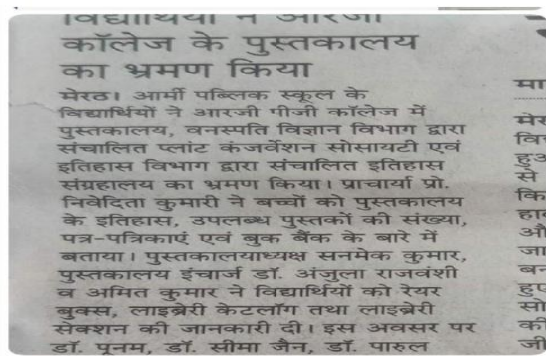 विद्यार्थियों ने आरजी
कॉलेज के पुस्तकालय
का भ्रमण किया
मेरठ। आर्मी पब्लिक स्कूल के
विद्यार्थियों ने आरजी पीजी कॉलेज में
पुस्तकालय, वनस्पति विज्ञान विभाग द्वारा
संचालित प्लांट कंजर्वेशन सोसायटी एवं
इतिहास विभाग द्वारा संचालित इतिहास
संग्रहालय का भ्रमण किया। प्राचार्या प्रो.
निवेदिता कुमारी ने बच्चों को पुस्तकालय
के इतिहास, उपलब्ध पुस्तकों की संख्या,
पत्र-पत्रिकाएं एवं बुक बैंक के बारे में
बताया। पुस्तकालयाध्यक्ष सनमेक कुमार,
पुस्तकालय इंचार्ज डॉ. अंजुला राजवंशी
व अमित कुमार ने विद्यार्थियों को रेयर
बुक्स, लाइब्रेरी केटलॉग तथा लाइब्रेरी
सेक्शन की जानकारी दी। इस अवसर पर
डॉ. पूनम, डॉ. सीमा जैन, डॉ. पारुल